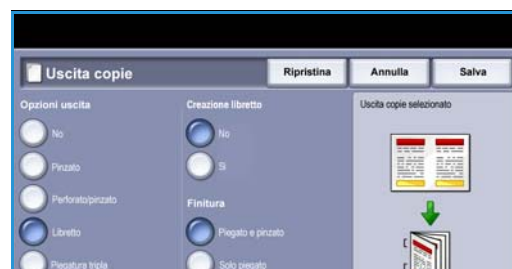 Uscita copie
Ripristina
Annulla
Salva
Opzioni uscita
No
Pinzato
Perforato/pinzato
Libretto
Piegatura tripla
Creazione libretto
No
Sì
Finitura
Piegato e pinzato
Solo piegato
Uscita copie selezionato